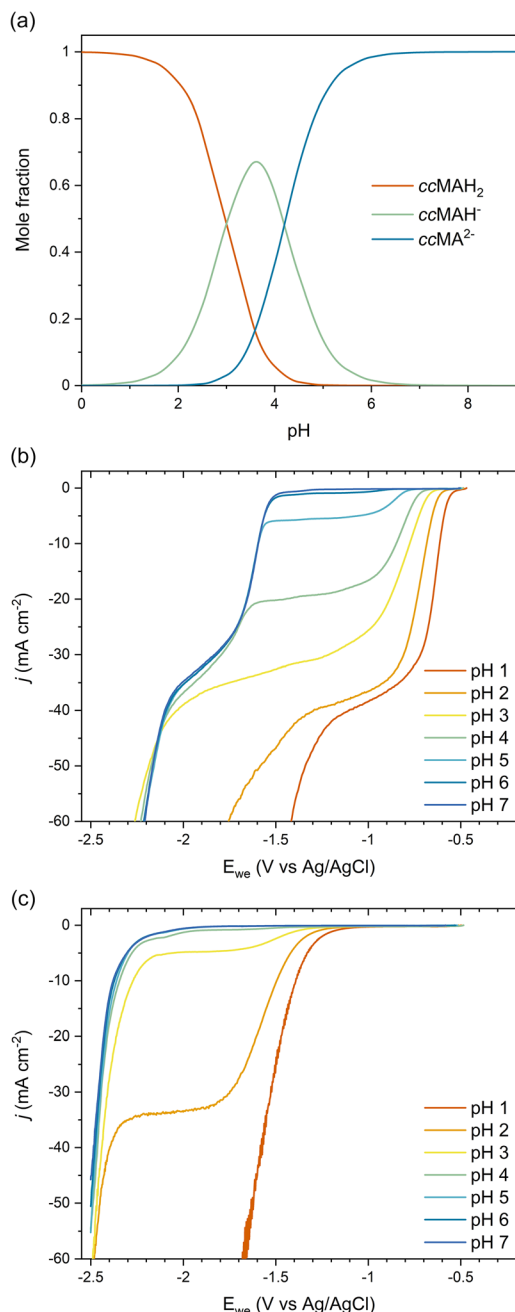 (a)
1
0.8
0.6
0.4
0.2
0
Mole fraction
ccMAH₂
ccMAH⁻
ccMA²⁻
0 2 4 6 8
pH
(b)
0
-10
-20
-30
-40
-50
-60
j (mA cm⁻²)
pH 1
pH 2
pH 3
pH 4
pH 5
pH 6
pH 7
-2.5 -2 -1.5 -1 -0.5
E_we (V vs Ag/AgCl)
(c)
0
-10
-20
-30
-40
-50
-60
j (mA cm⁻²)
pH 1
pH 2
pH 3
pH 4
pH 5
pH 6
pH 7
-2.5 -2 -1.5 -1 -0.5
E_we (V vs Ag/AgCl)